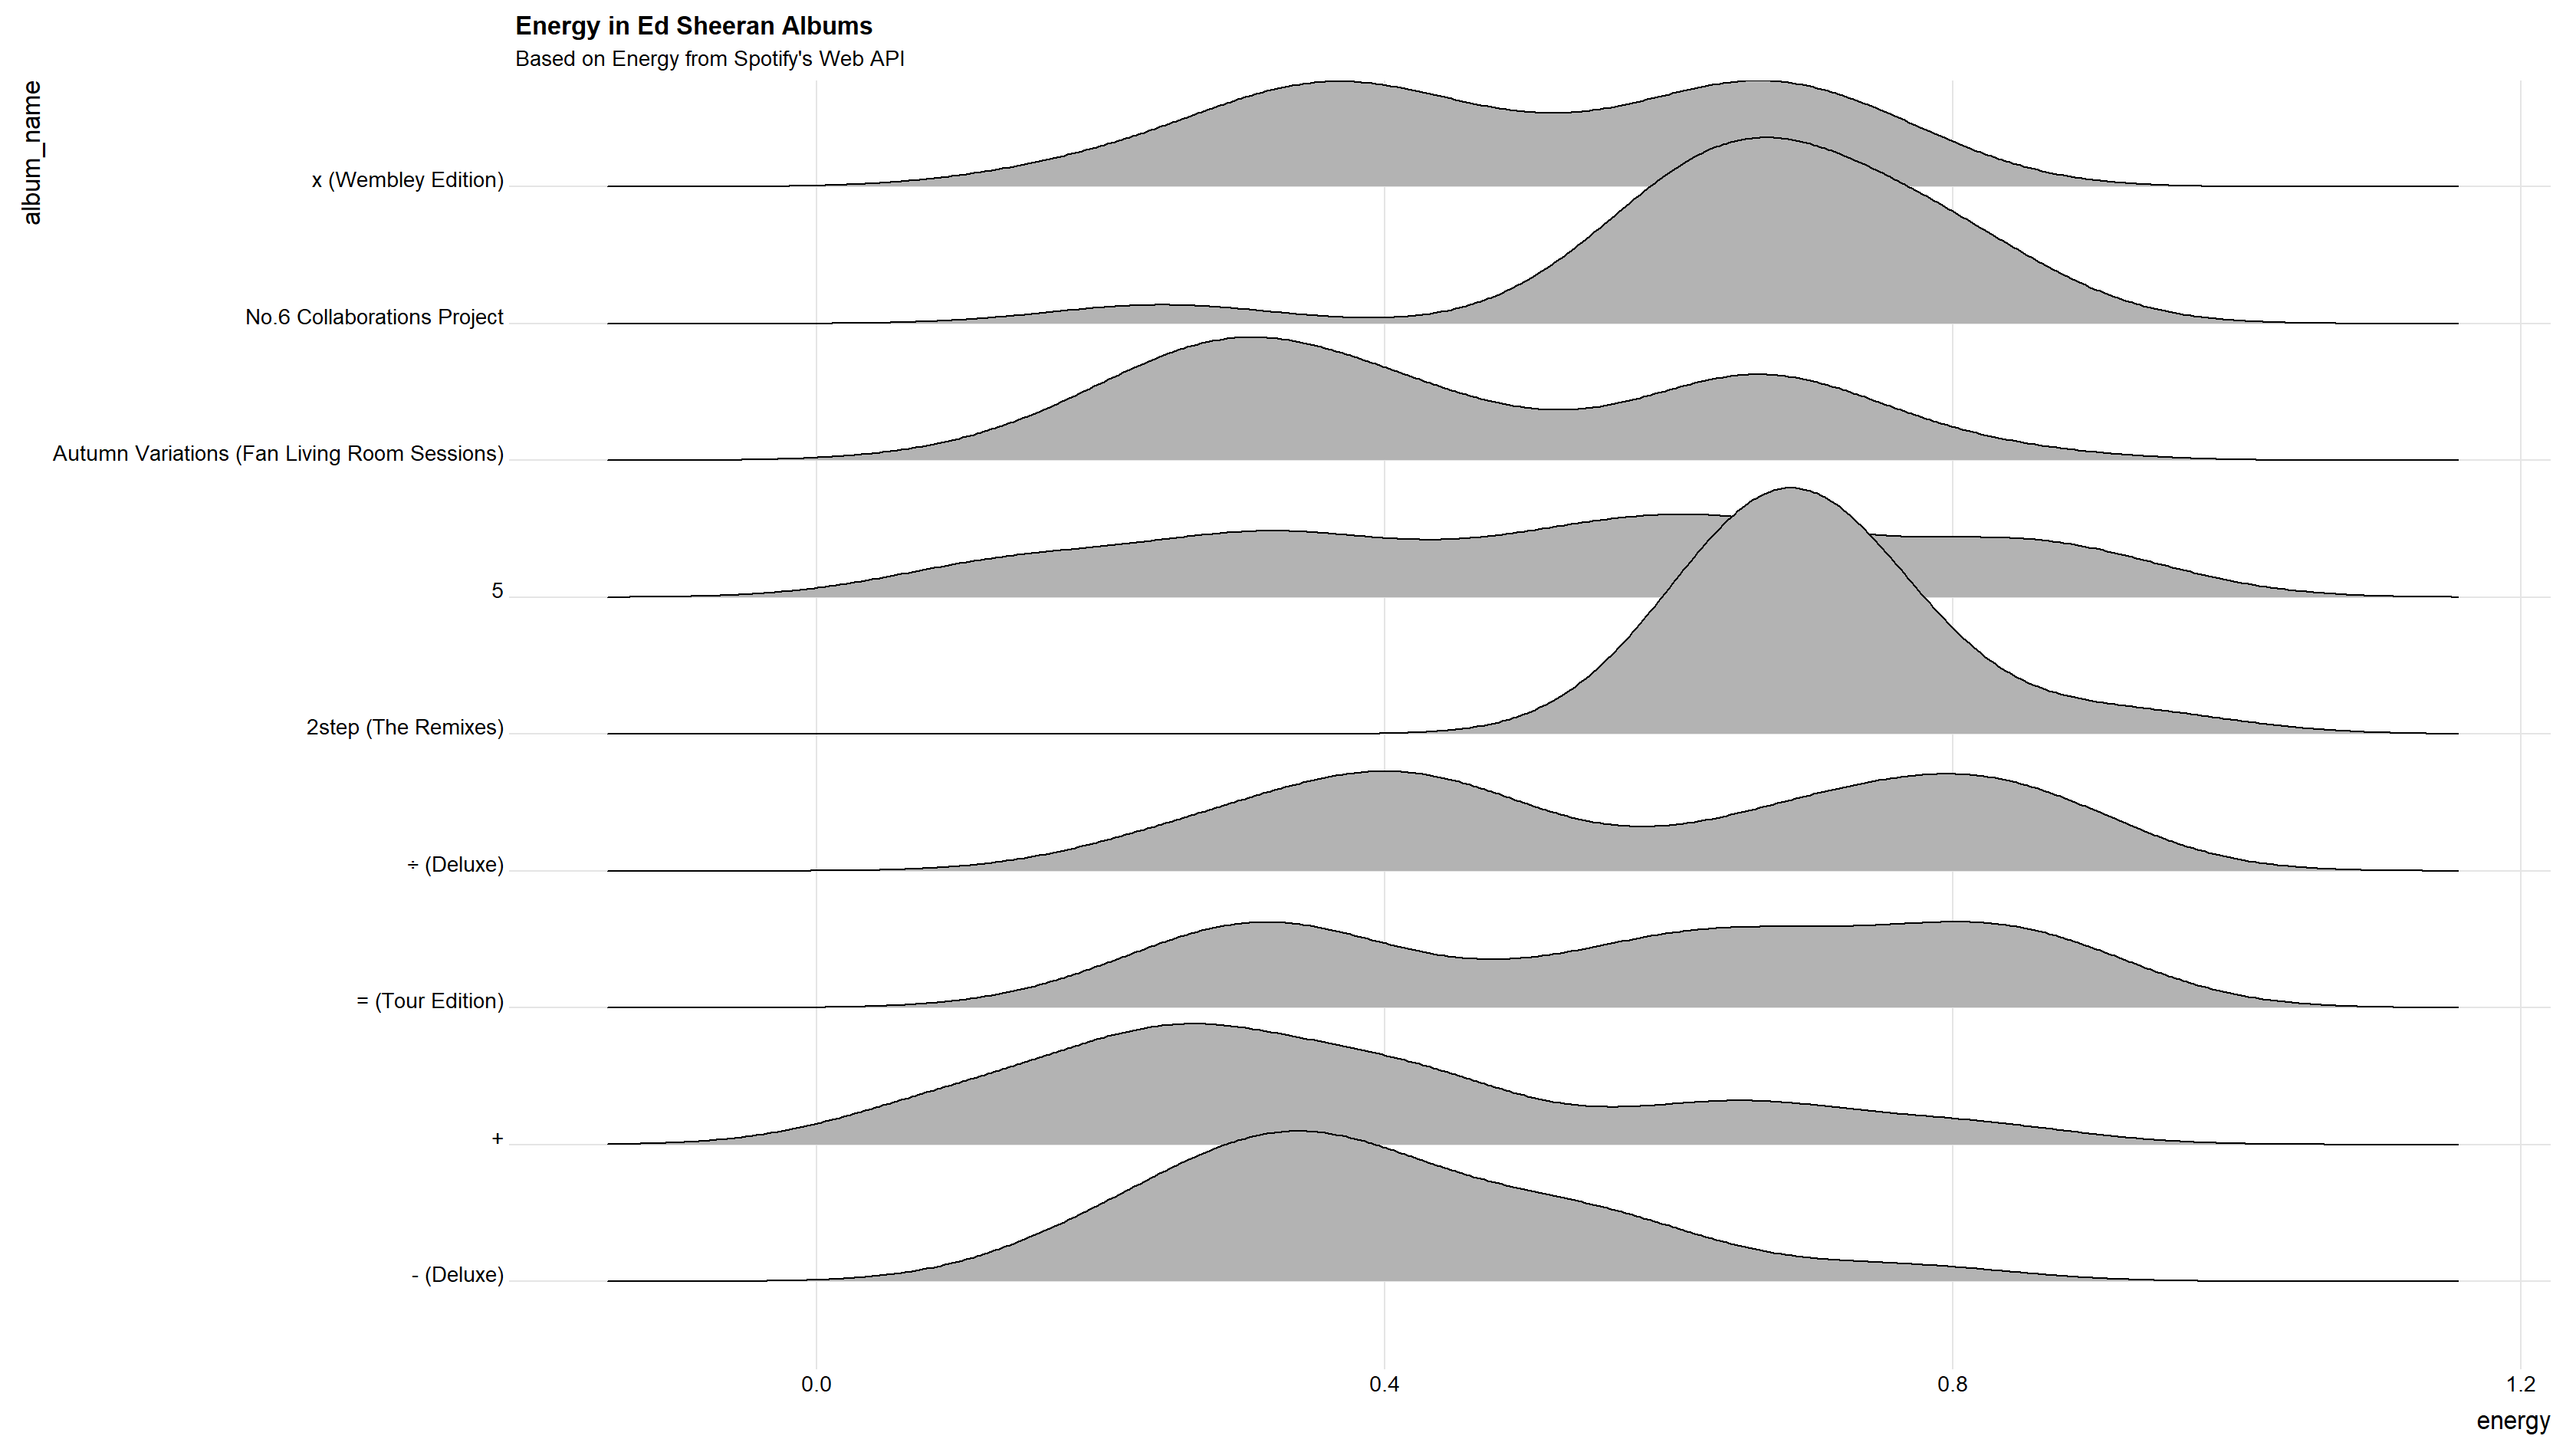 Energy in Ed Sheeran Albums
Based on Energy from Spotify's Web API
album_name
x (Wembley Edition)
No.6 Collaborations Project
Autumn Variations (Fan Living Room Sessions)
5
2step (The Remixes)
÷ (Deluxe)
= (Tour Edition)
+
- (Deluxe)
0.0 0.4 0.8 1.2
energy